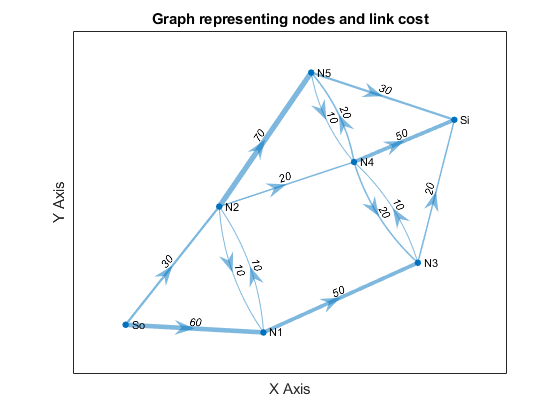 Graph representing nodes and link cost
N5
30
10
20
Si
70
50
N4
20
N2
20
10
20
30
10
10
N3
50
So
60
N1
Y Axis
X Axis